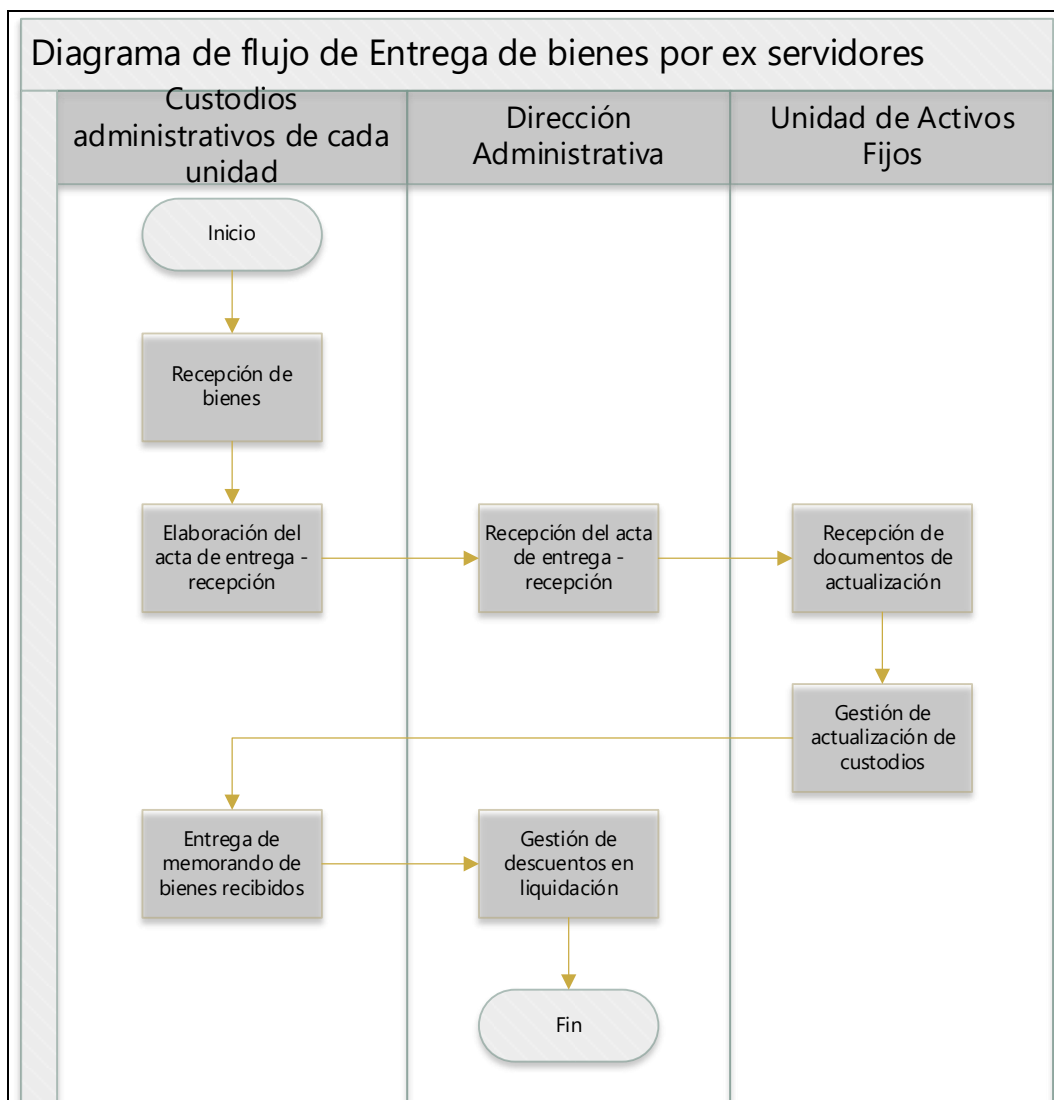 Diagrama de flujo de Entrega de bienes por ex servidores
Custodios
administrativos de cada
unidad
Dirección
Administrativa
Unidad de Activos
Fijos
Inicio
Recepción de
bienes
Elaboración del
acta de entrega -
recepción
Recepción del acta
de entrega -
recepción
Recepción de
documentos de
actualización
Gestión de
actualización de
custodios
Entrega de
memorando de
bienes recibidos
Gestión de
descuentos en
liquidación
Fin